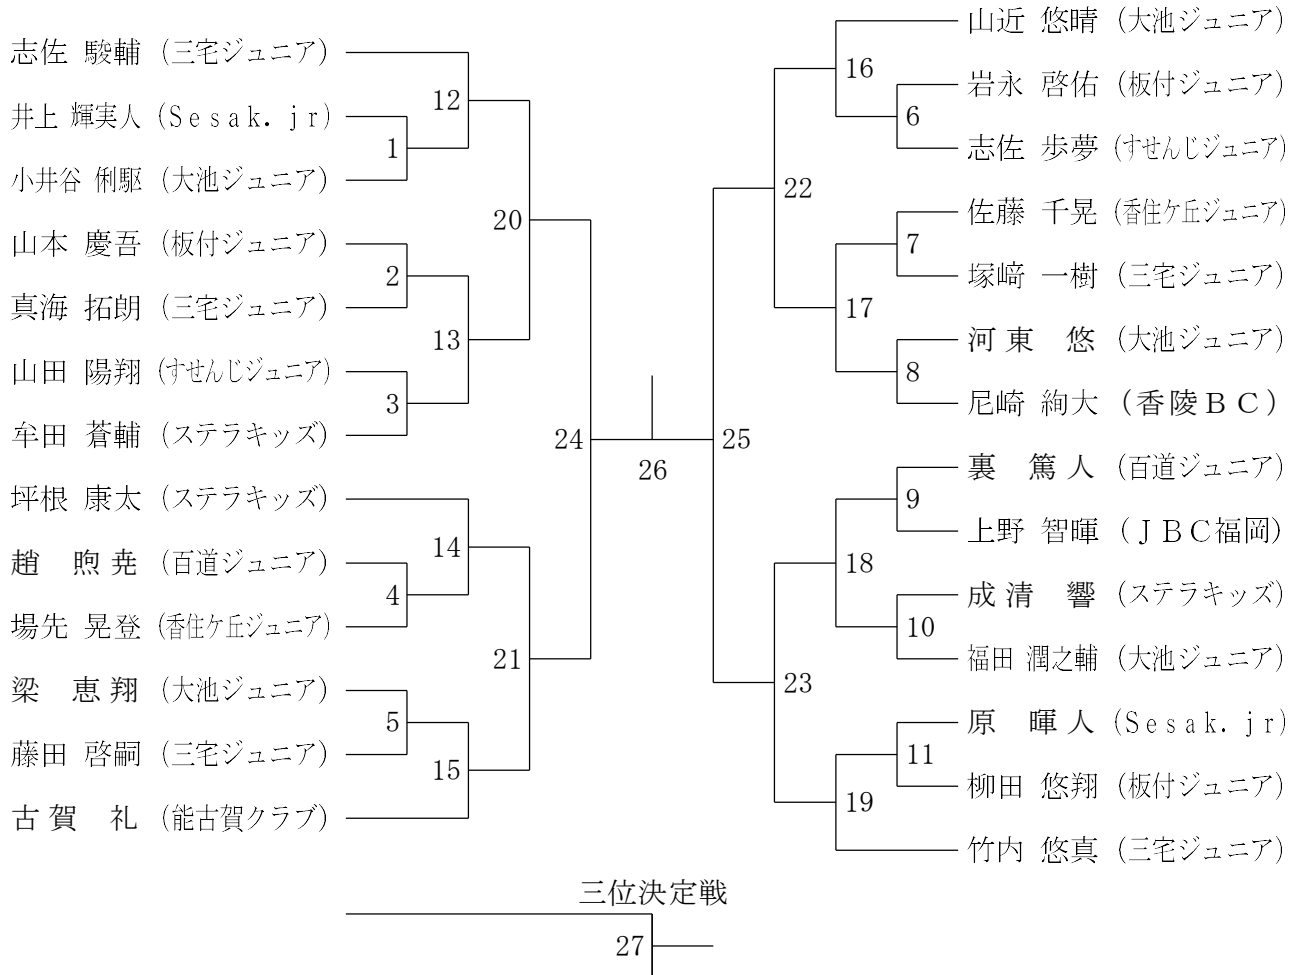 志佐 駿輔 (三宅ジュニア)
井上 輝実人 (Sesak. jr)
小井谷 俐駆 (大池ジュニア)
山本 慶吾 (板付ジュニア)
真海 拓朗 (三宅ジュニア)
山田 陽翔 (すせんじジュニア)
牟田 蒼輔 (ステラキッズ)
坪根 康太 (ステラキッズ)
趙 煦尭 (百道ジュニア)
場先 晃登 (香住ケ丘ジュニア)
梁 恵翔 (大池ジュニア)
藤田 啓嗣 (三宅ジュニア)
古賀 礼 (能古賀クラブ)
12
1
20
2
13
3
24
14
4
21
5
15
26
25
16
6
22
7
17
8
9
18
10
23
11
19
山近 悠晴 (大池ジュニア)
岩永 啓佑 (板付ジュニア)
志佐 歩夢 (すせんじジュニア)
佐藤 千晃 (香住ケ丘ジュニア)
塚﨑 一樹 (三宅ジュニア)
河東 悠 (大池ジュニア)
尼崎 絢大 (香陵BC)
裏 篤人 (百道ジュニア)
上野 智暉 (JBC福岡)
成清 響 (ステラキッズ)
福田 潤之輔 (大池ジュニア)
原 暉人 (Sesak. jr)
柳田 悠翔 (板付ジュニア)
竹内 悠真 (三宅ジュニア)
三位決定戦
27